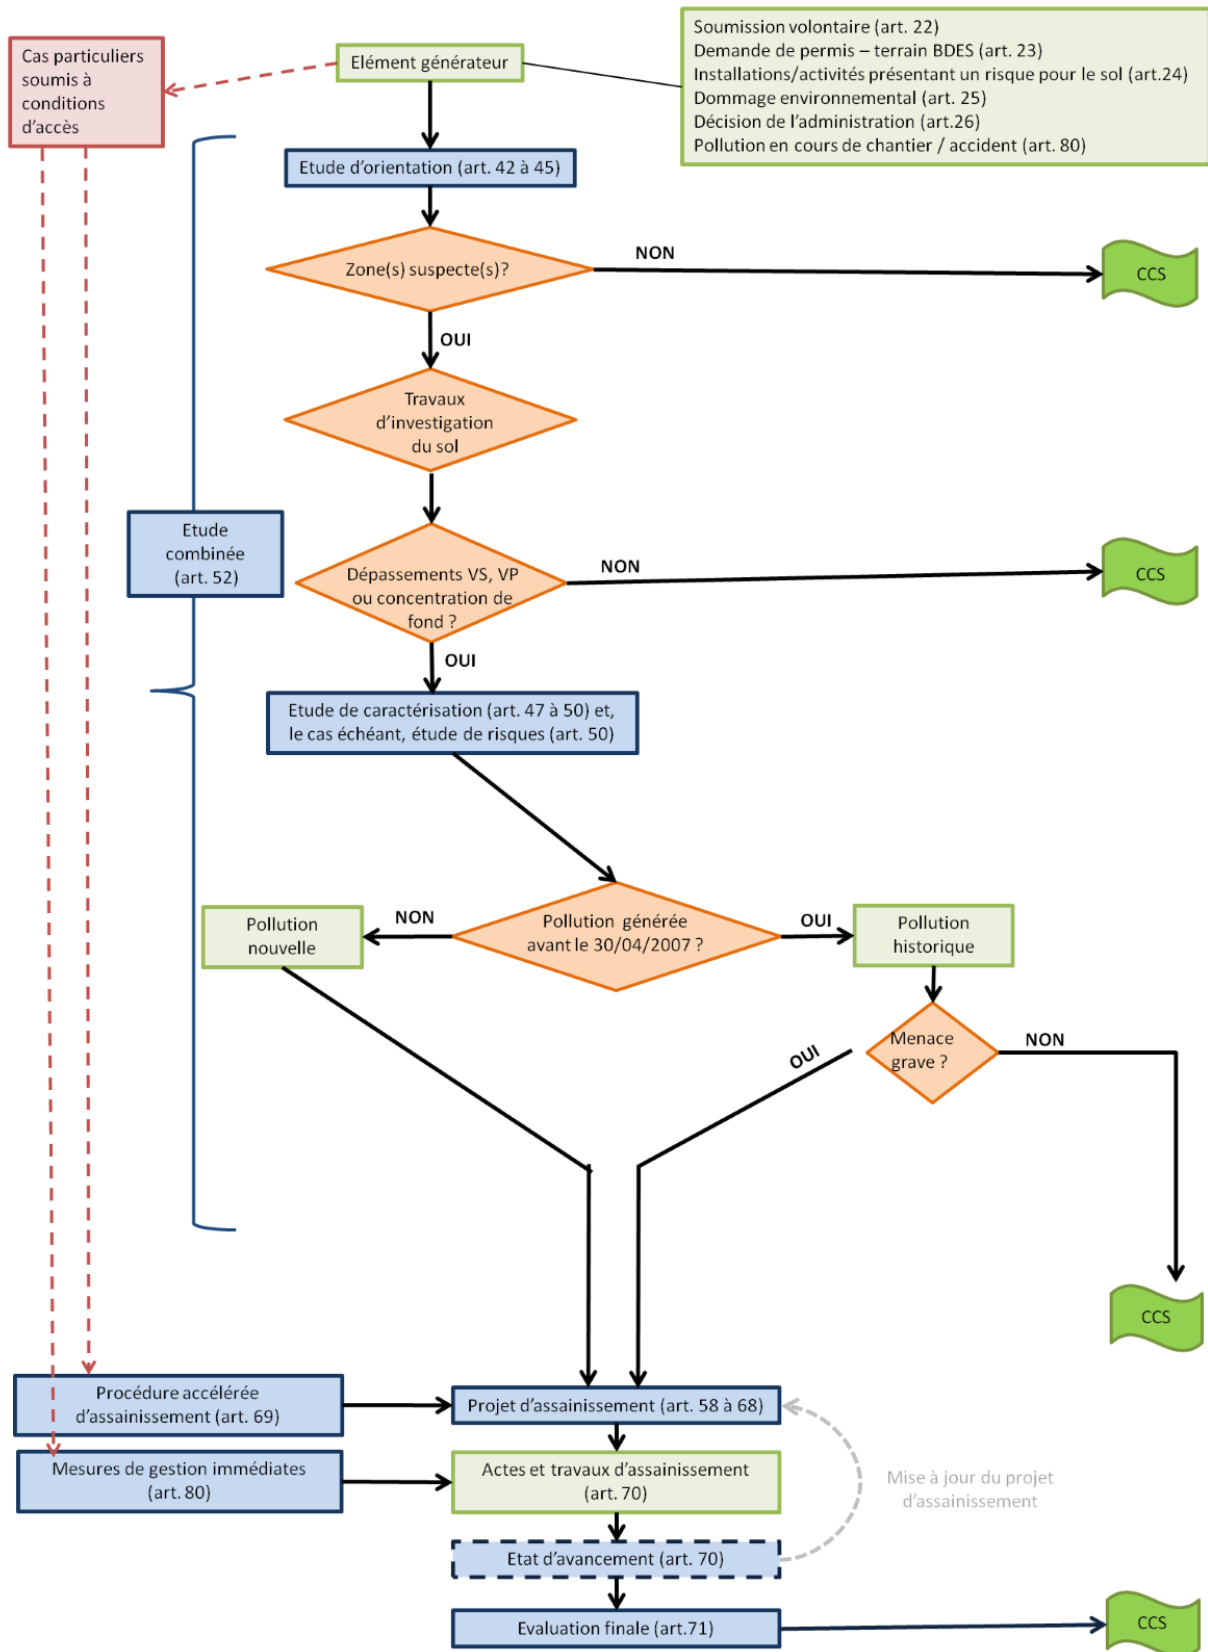 Soumission volontaire (art. 22)
Demande de permis – terrain BDES (art. 23)
Installations/activités présentant un risque pour le sol (art.24)
Dommage environnemental (art. 25)
Décision de l'administration (art.26)
Pollution en cours de chantier / accident (art. 80)
Cas particuliers
soumis à
conditions
d'accès
Elément générateur
Etude d'orientation (art. 42 à 45)
Zone(s) suspecte(s)?
NON
CCS
OUI
Travaux
d'investigation
du sol
Etude
combinée
(art. 52)
Dépassements VS, VP
ou concentration de
fond ?
NON
CCS
OUI
Etude de caractérisation (art. 47 à 50) et,
le cas échéant, étude de risques (art. 50)
Pollution générée
avant le 30/04/2007 ?
NON
Pollution
nouvelle
OUI
Pollution
historique
Menace
grave ?
OUI
NON
CCS
Procédure accélérée
d'assainissement (art. 69)
Projet d'assainissement (art. 58 à 68)
Mesures de gestion immédiates
(art. 80)
Actes et travaux d'assainissement
(art. 70)
Mise à jour du projet
d'assainissement
Etat d'avancement (art. 70)
Evaluation finale (art.71)
CCS